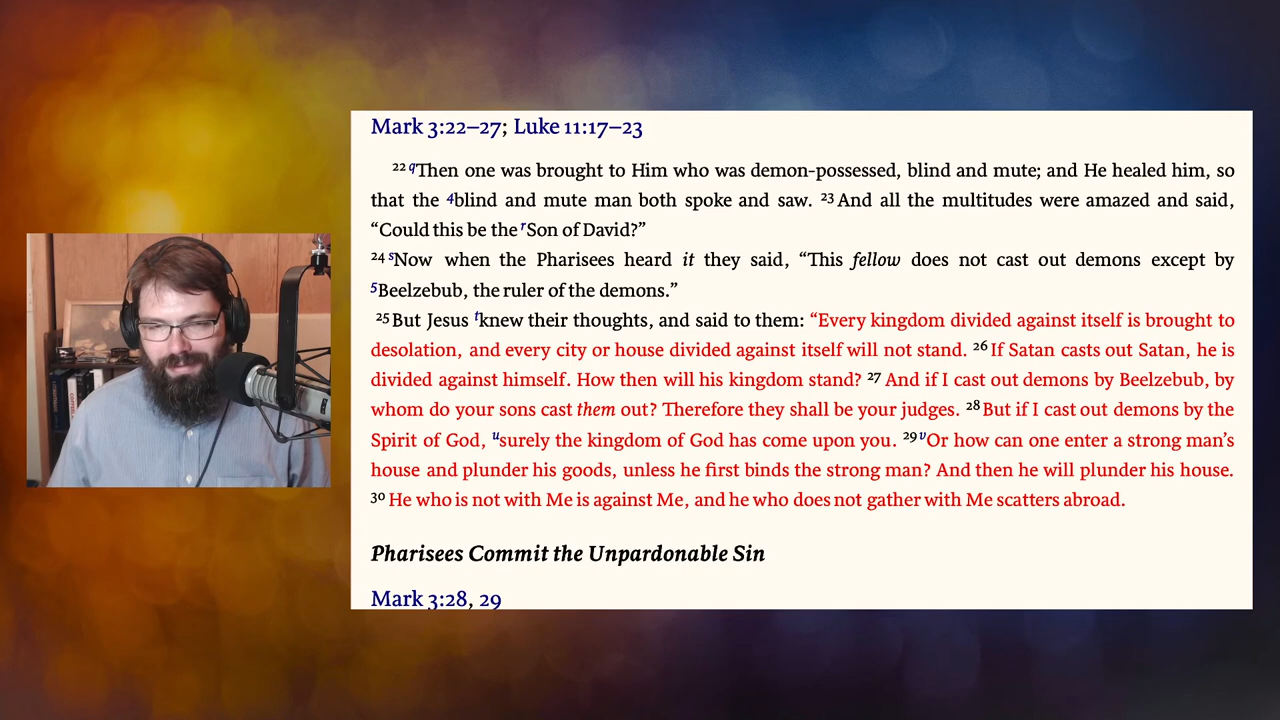 Mark 3:22–27; Luke 11:17–23
22 qThen one was brought to Him who was demon-possessed, blind and mute; and He healed him, so
that the 4blind and mute man both spoke and saw. 23 And all the multitudes were amazed and said,
“Could this be the rSon of David?”
24 sNow when the Pharisees heard it they said, “This fellow does not cast out demons except by
5Beelzebub, the ruler of the demons.”
25 But Jesus tknew their thoughts, and said to them: “Every kingdom divided against itself is brought to
desolation, and every city or house divided against itself will not stand. 26 If Satan casts out Satan, he is
divided against himself. How then will his kingdom stand? 27 And if I cast out demons by Beelzebub, by
whom do your sons cast them out? Therefore they shall be your judges. 28 But if I cast out demons by the
Spirit of God, usurely the kingdom of God has come upon you. 29 vOr how can one enter a strong man’s
house and plunder his goods, unless he first binds the strong man? And then he will plunder his house.
30 He who is not with Me is against Me, and he who does not gather with Me scatters abroad.
Pharisees Commit the Unpardonable Sin
Mark 3:28, 29